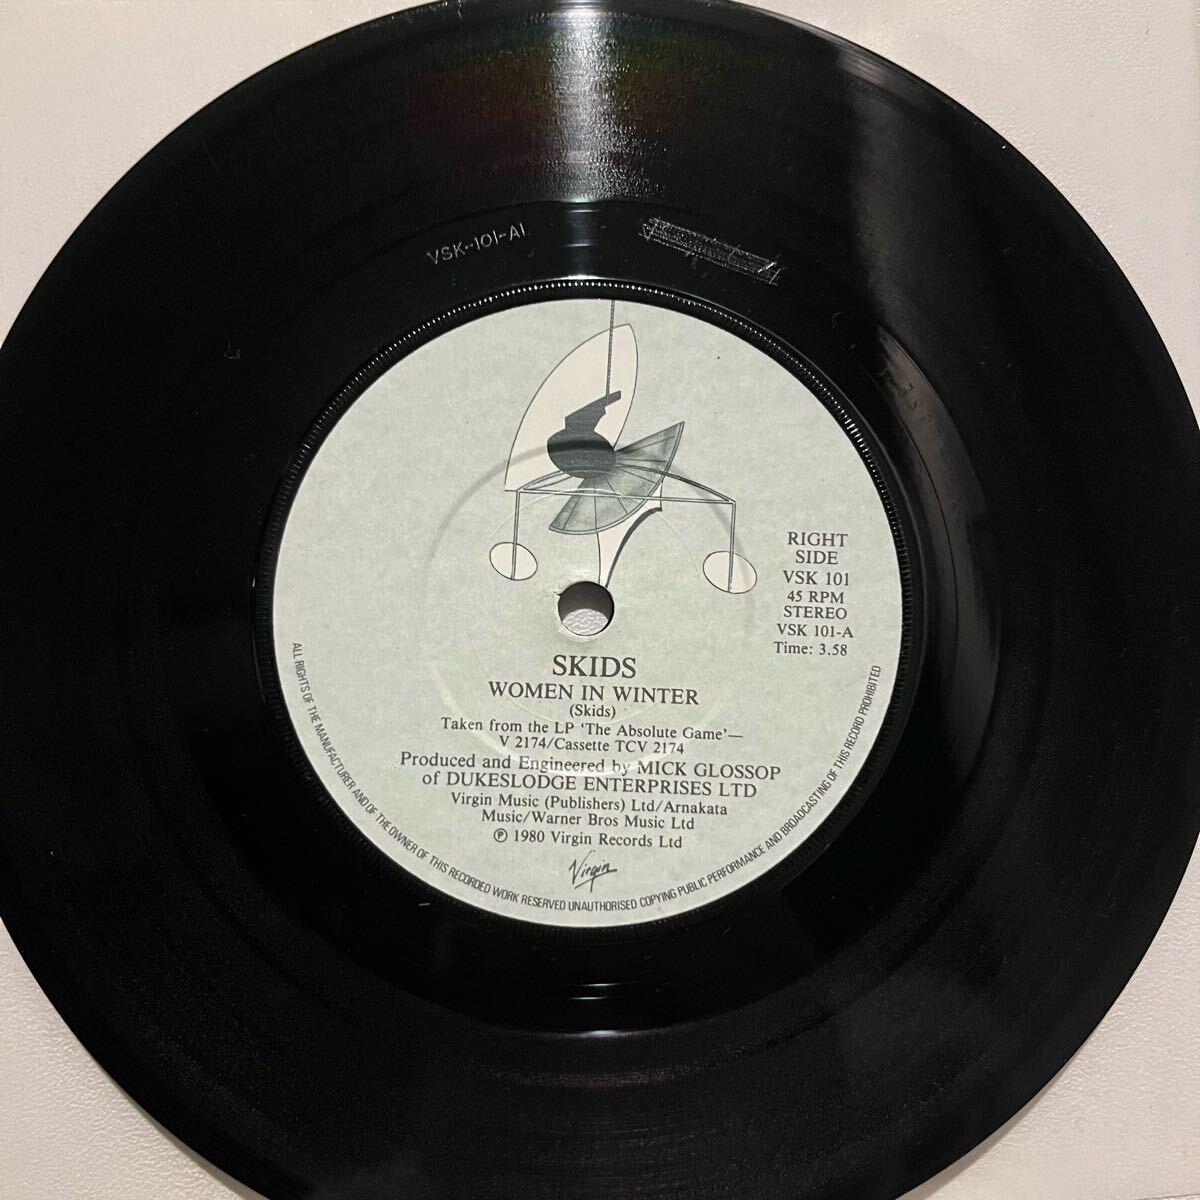 VSK-101-A1
RIGHT
SIDE
VSK 101
45 RPM
STEREO
VSK 101-A
Time: 3.58
SKIDS
WOMEN IN WINTER
(Skids)
Taken from the LP ‘The Absolute Game’—
V 2174/Cassette TCV 2174
Produced and Engineered by MICK GLOSSOP
of DUKESLODGE ENTERPRISES LTD
Virgin Music (Publishers) Ltd/Arnakata
Music/Warner Bros Music Ltd
℗ 1980 Virgin Records Ltd
Virgin
ALL RIGHTS OF THE MANUFACTURER AND OF THE OWNER OF THIS RECORDED WORK RESERVED UNAUTHORISED COPYING PUBLIC PERFORMANCE AND BROADCASTING OF THIS RECORD PROHIBITED